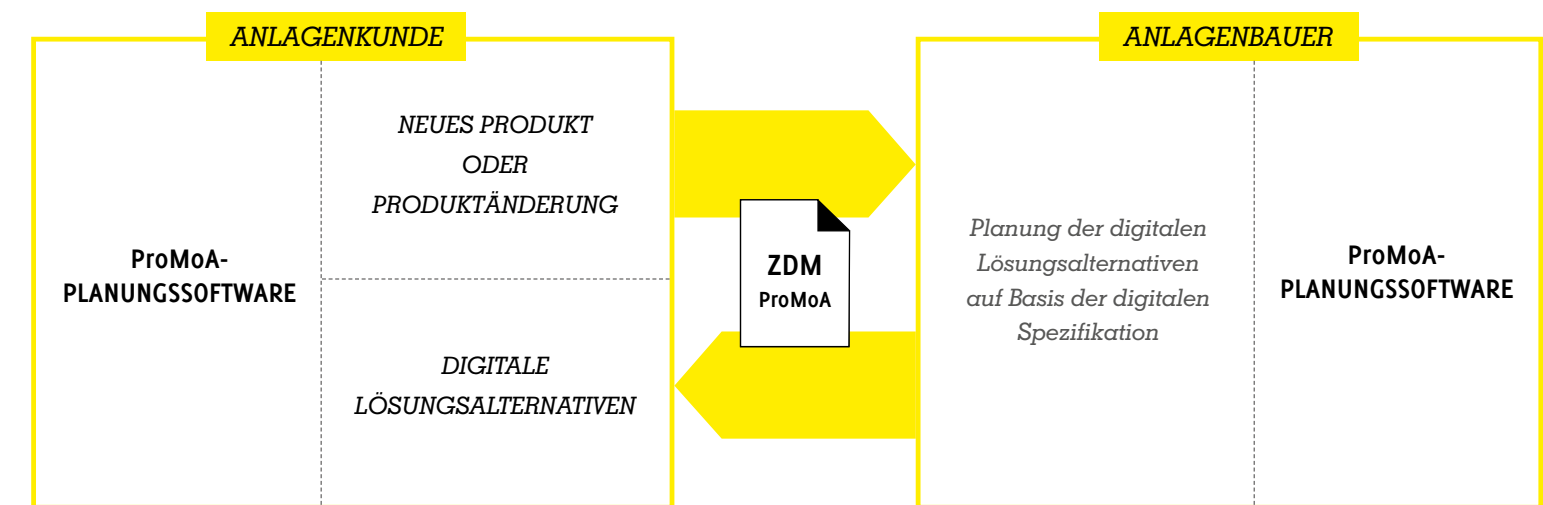 ANLAGENKUNDE
ProMoA-
PLANUNGSSOFTWARE
NEUES PRODUKT
ODER
PRODUKTÄNDERUNG
DIGITALE
LÖSUNGSALTERNATIVEN
ZDM
ProMoA
ANLAGENBAUER
Planung der digitalen
Lösungsalternativen
auf Basis der digitalen
Spezifikation
ProMoA-
PLANUNGSSOFTWARE